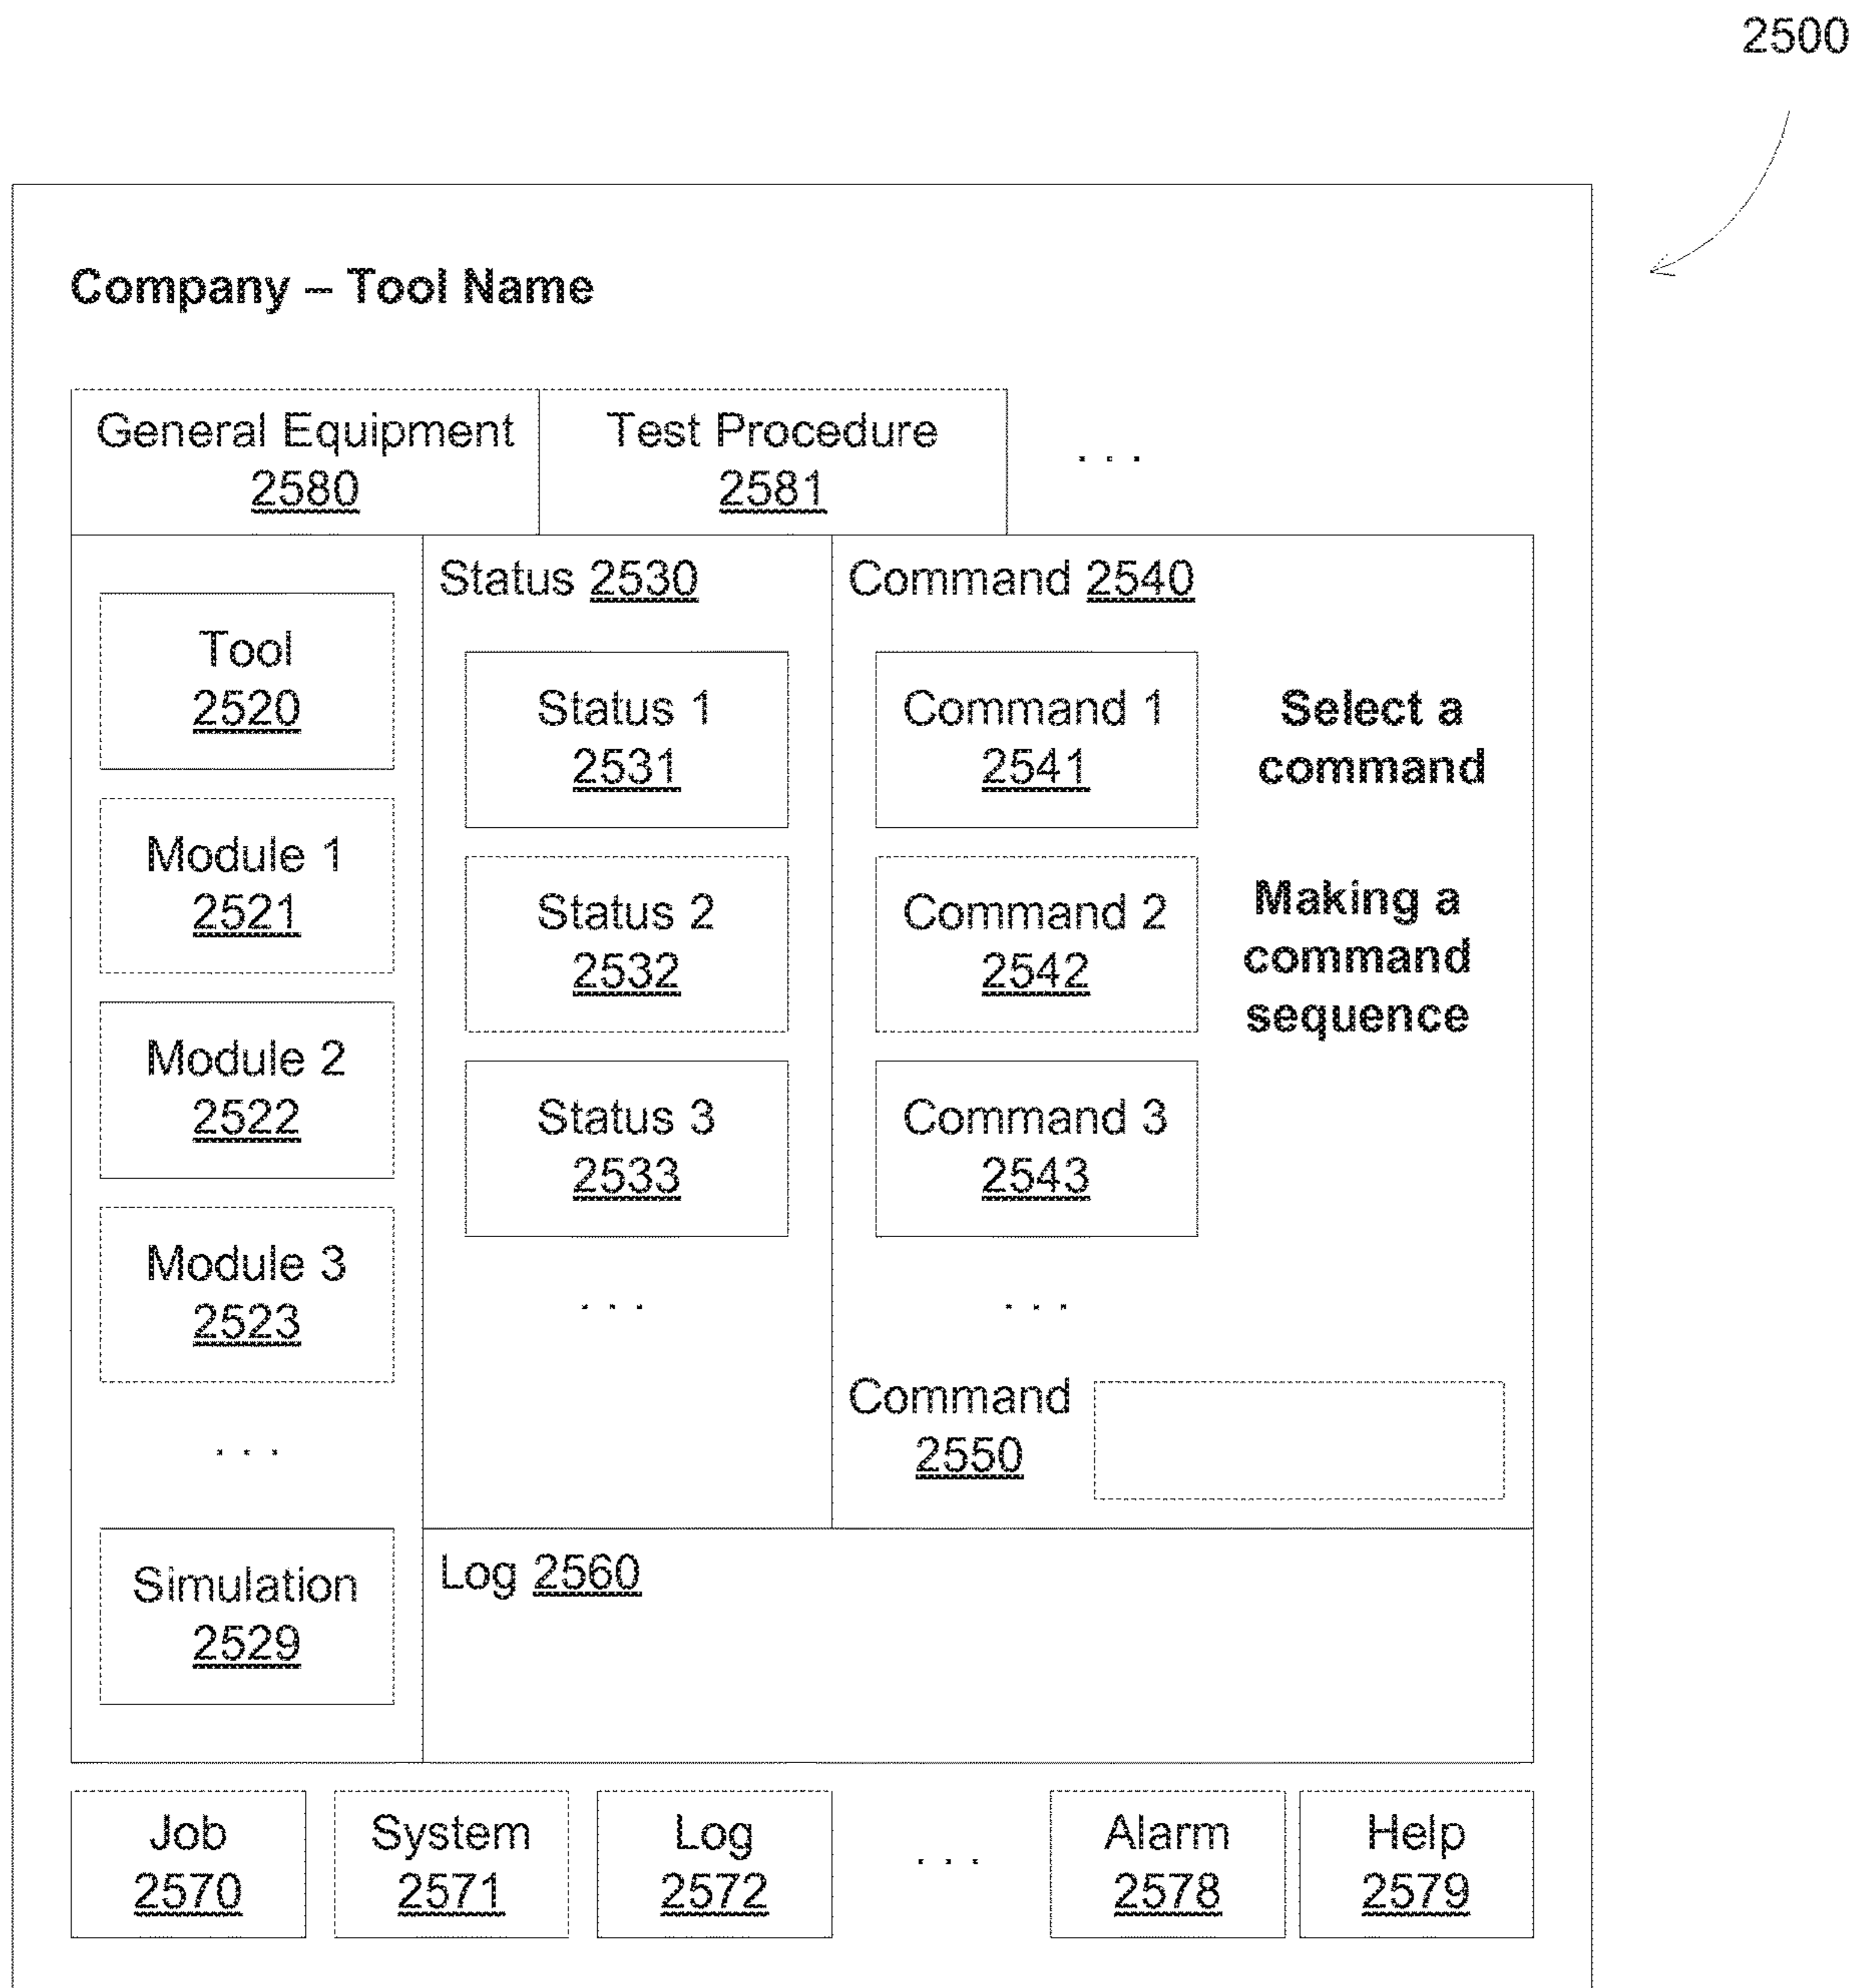 2500
Company – Tool Name
General Equipment
2580
Test Procedure
2581
. . .
Tool
2520
Module 1
2521
Module 2
2522
Module 3
2523
. . .
Simulation
2529
Status 2530
Status 1
2531
Status 2
2532
Status 3
2533
. . .
Command 2540
Command 1
2541
Command 2
2542
Command 3
2543
. . .
Select a
command
Making a
command
sequence
Command
2550
Log 2560
Job
2570
System
2571
Log
2572
. . .
Alarm
2578
Help
2579